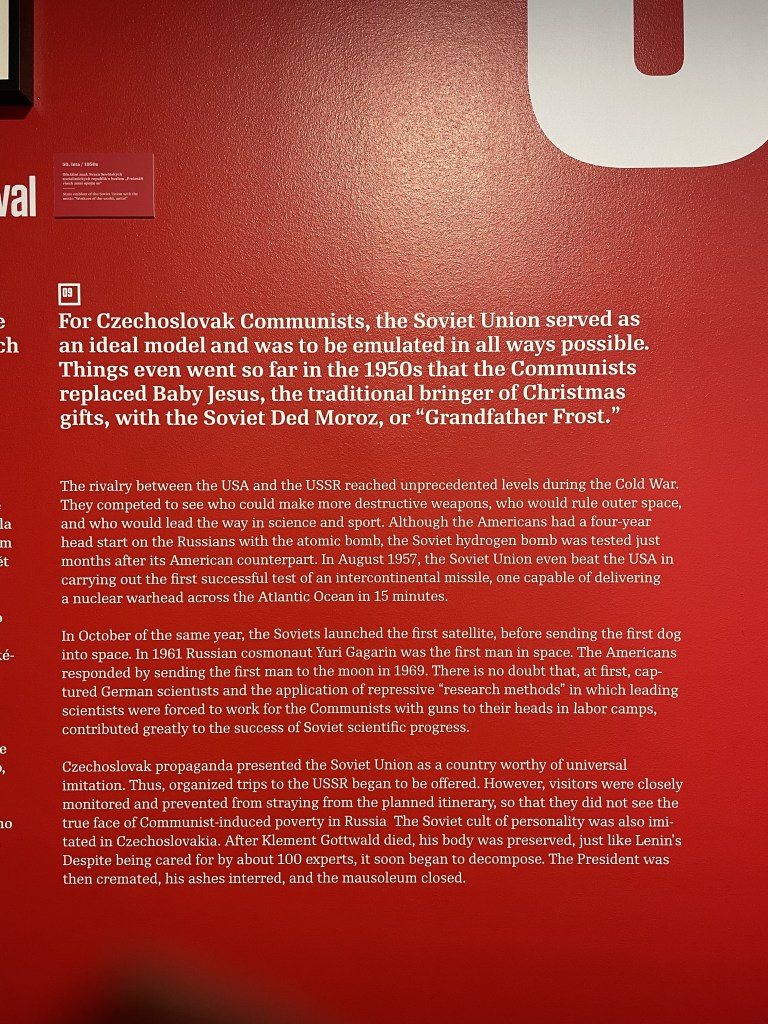 val
50. léta / 1950s
State emblem of the Soviet Union with the
motto "Workers of the world, unite!"
09
For Czechoslovak Communists, the Soviet Union served as
an ideal model and was to be emulated in all ways possible.
Things even went so far in the 1950s that the Communists
replaced Baby Jesus, the traditional bringer of Christmas
gifts, with the Soviet Ded Moroz, or “Grandfather Frost.”
The rivalry between the USA and the USSR reached unprecedented levels during the Cold War.
They competed to see who could make more destructive weapons, who would rule outer space,
and who would lead the way in science and sport. Although the Americans had a four-year
head start on the Russians with the atomic bomb, the Soviet hydrogen bomb was tested just
months after its American counterpart. In August 1957, the Soviet Union even beat the USA in
carrying out the first successful test of an intercontinental missile, one capable of delivering
a nuclear warhead across the Atlantic Ocean in 15 minutes.
In October of the same year, the Soviets launched the first satellite, before sending the first dog
into space. In 1961 Russian cosmonaut Yuri Gagarin was the first man in space. The Americans
responded by sending the first man to the moon in 1969. There is no doubt that, at first, cap-
tured German scientists and the application of repressive “research methods” in which leading
scientists were forced to work for the Communists with guns to their heads in labor camps,
contributed greatly to the success of Soviet scientific progress.
Czechoslovak propaganda presented the Soviet Union as a country worthy of universal
imitation. Thus, organized trips to the USSR began to be offered. However, visitors were closely
monitored and prevented from straying from the planned itinerary, so that they did not see the
true face of Communist-induced poverty in Russia The Soviet cult of personality was also imi-
tated in Czechoslovakia. After Klement Gottwald died, his body was preserved, just like Lenin’s
Despite being cared for by about 100 experts, it soon began to decompose. The President was
then cremated, his ashes interred, and the mausoleum closed.